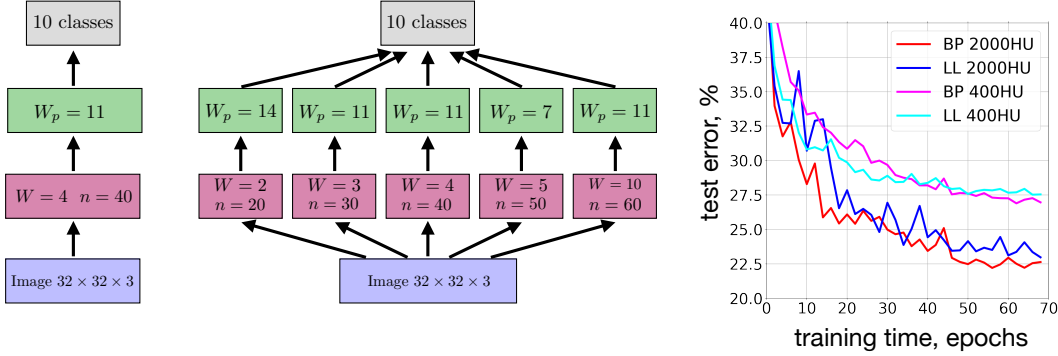 10 classes
W_p = 11
W = 4 n = 40
Image 32 × 32 × 3
10 classes
W_p = 14
W_p = 11
W_p = 11
W_p = 7
W_p = 11
W = 2
n = 20
W = 3
n = 30
W = 4
n = 40
W = 5
n = 50
W = 10
n = 60
Image 32 × 32 × 3
test error, %
40.0
37.5
35.0
32.5
30.0
27.5
25.0
22.5
20.0
BP 2000HU
LL 2000HU
BP 400HU
LL 400HU
0 10 20 30 40 50 60 70
training time, epochs